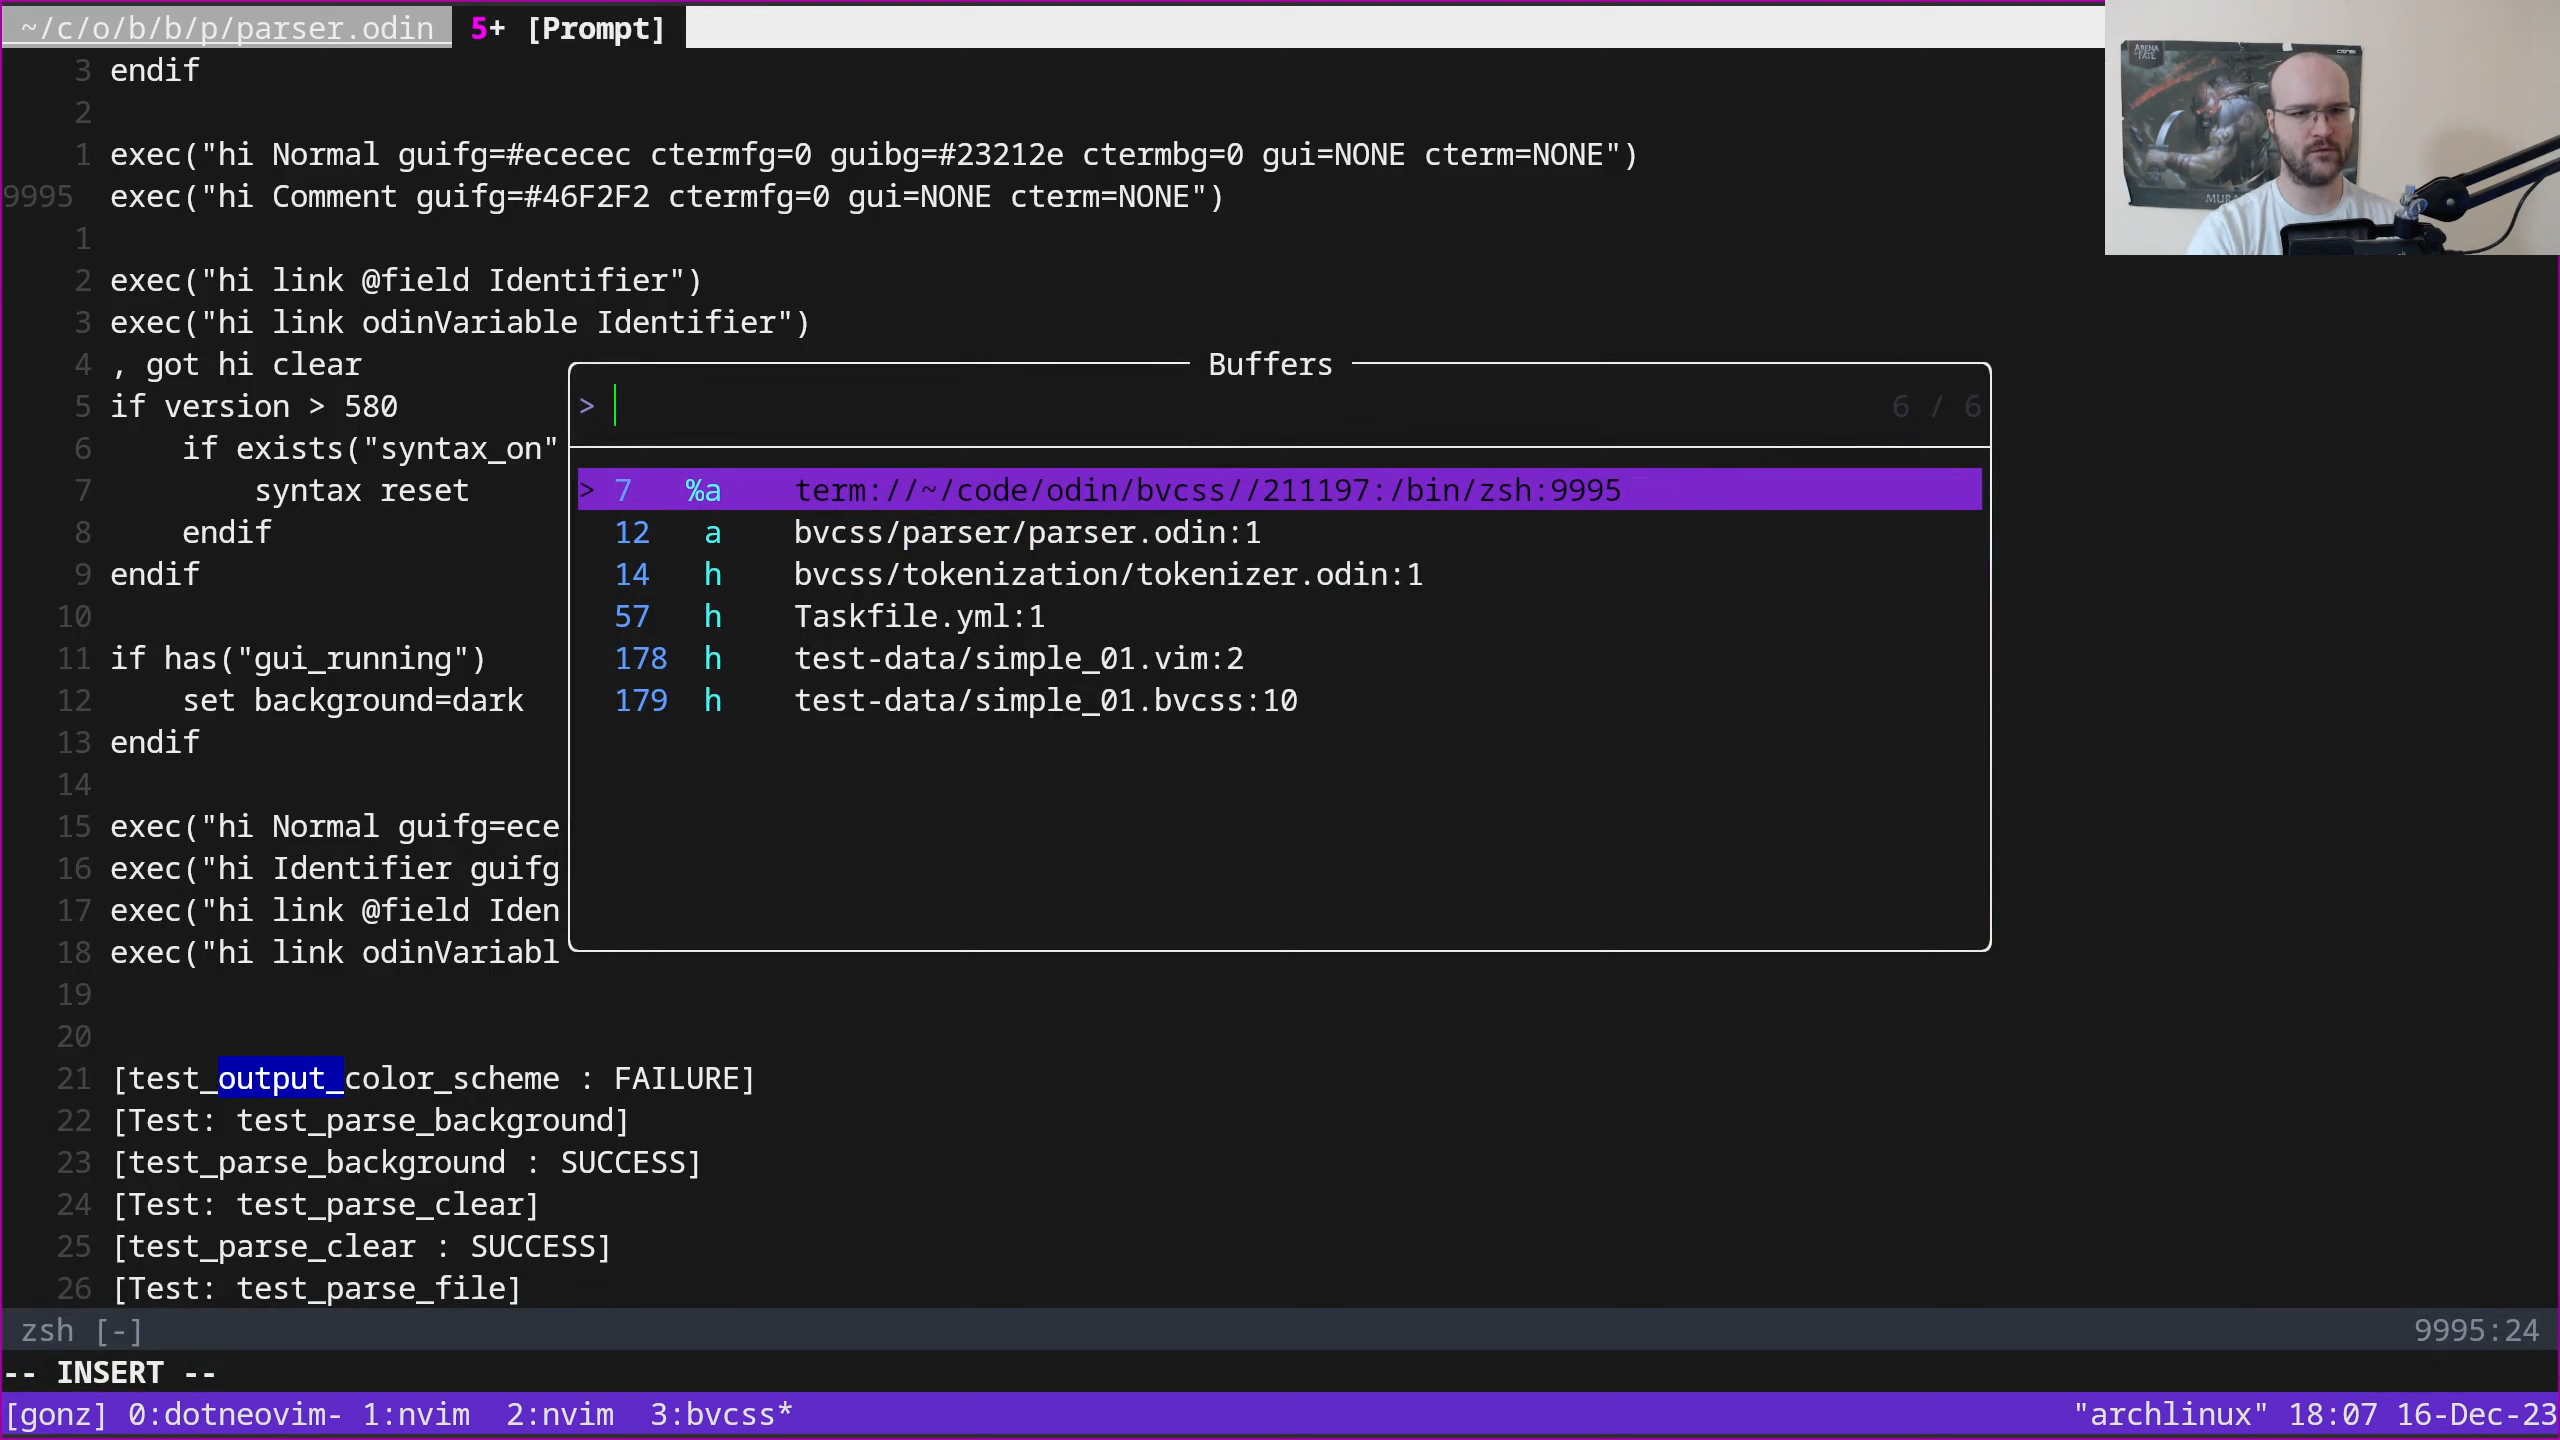 ~/c/o/b/b/p/parser.odin 5+ [Prompt]
3 endif
2
1 exec("hi Normal guifg=#ececec ctermfg=0 guibg=#23212e ctermbg=0 gui=NONE cterm=NONE")
9995 exec("hi Comment guifg=#46F2F2 ctermfg=0 gui=NONE cterm=NONE")
1
2 exec("hi link @field Identifier")
3 exec("hi link odinVariable Identifier")
4 , got hi clear
5 if version > 580
6 if exists("syntax_on"
7 syntax reset
8 endif
9 endif
10
11 if has("gui_running")
12 set background=dark
13 endif
14
15 exec("hi Normal guifg=ece
16 exec("hi Identifier guifg
17 exec("hi link @field Iden
18 exec("hi link odinVariabl
19
20
21 [test_output_color_scheme : FAILURE]
22 [Test: test_parse_background]
23 [test_parse_background : SUCCESS]
24 [Test: test_parse_clear]
25 [test_parse_clear : SUCCESS]
26 [Test: test_parse_file]
Buffers
> 6 / 6
> 7 %a term://~/code/odin/bvcss//211197:/bin/zsh:9995
12 a bvcss/parser/parser.odin:1
14 h bvcss/tokenization/tokenizer.odin:1
57 h Taskfile.yml:1
178 h test-data/simple_01.vim:2
179 h test-data/simple_01.bvcss:10
zsh [-] 9995:24
-- INSERT --
[gonz] 0:dotneovim- 1:nvim 2:nvim 3:bvcss* "archlinux" 18:07 16-Dec-23
ARENA
FATE